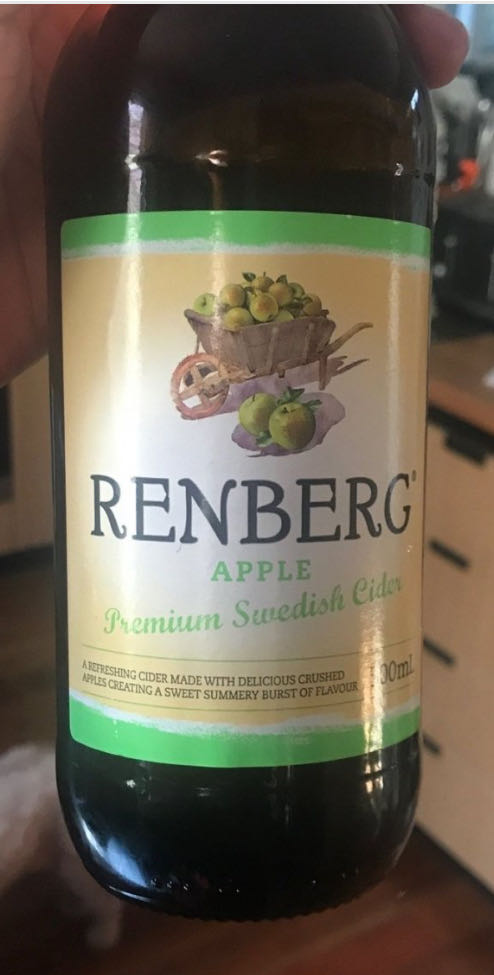 RENBERG®
APPLE
Premium Swedish Cider
A REFRESHING CIDER MADE WITH DELICIOUS CRUSHED
APPLES CREATING A SWEET SUMMERY BURST OF FLAVOUR